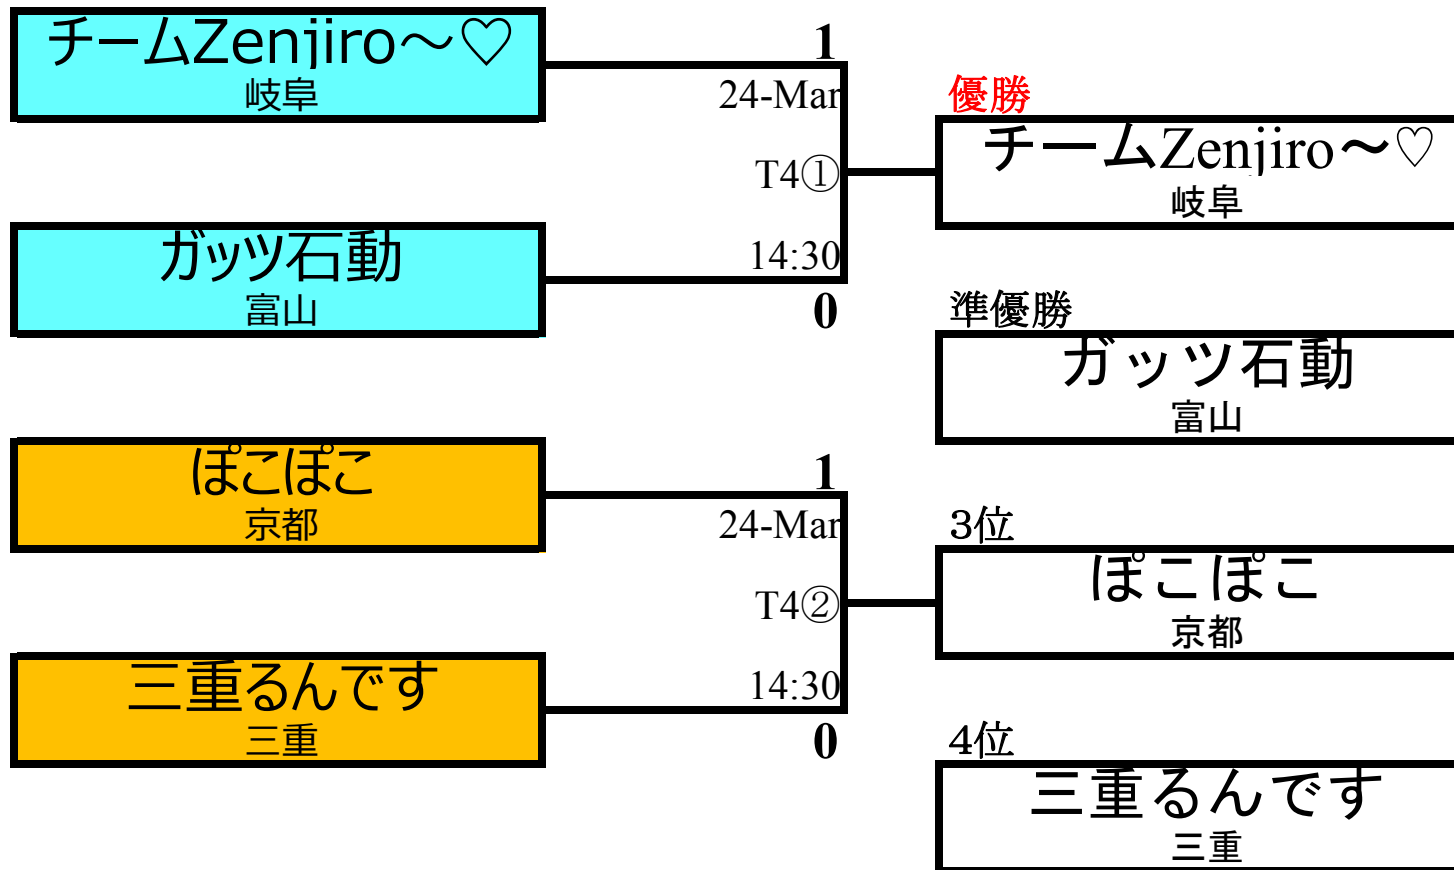 チームZenjiro～♡
岐阜
1
24-Mar
T4①
14:30
0
ガッツ石動
富山
優勝
チームZenjiro～♡
岐阜
準優勝
ガッツ石動
富山
ぽこぽこ
京都
1
24-Mar
T4②
14:30
0
三重るんです
三重
３位
ぽこぽこ
京都
４位
三重るんです
三重